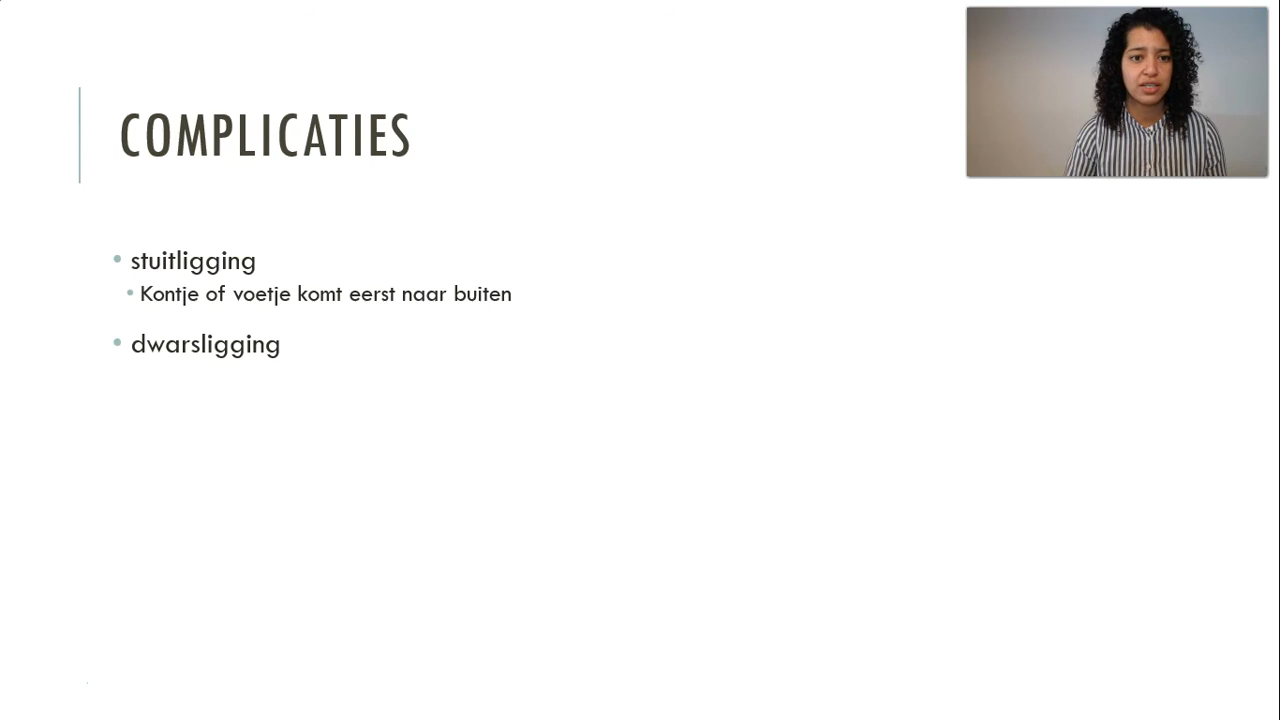 COMPLICATIES
• stuitligging
• Kontje of voetje komt eerst naar buiten
• dwarsligging